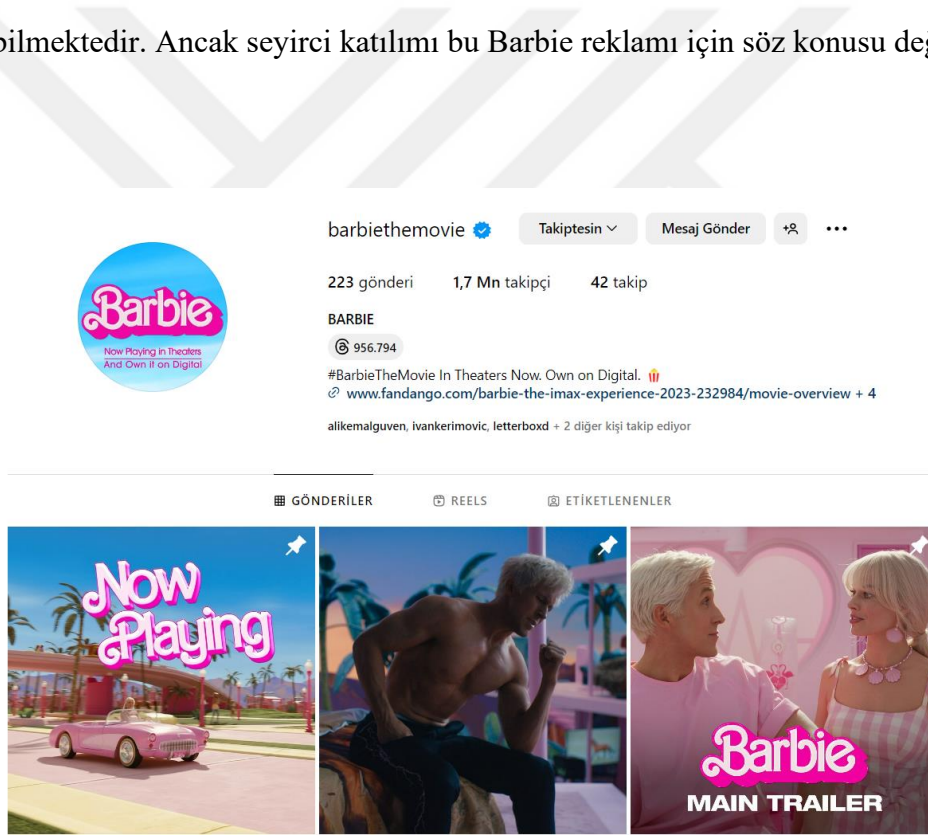 bilmektedir. Ancak seyirci katılımı bu Barbie reklamı için söz konusu
barbiethemovie Takiptesin Mesaj Gönder
223 gönderi 1,7 Mn takipçi 42 takip
BARBIE
956.794
#BarbieTheMovie In Theaters Now. Own on Digital. 🍿
www.fandango.com/barbie-the-imax-experience-2023-232984/movie-overview + 4
alikemalguven, ivankerimovic, letterboxd + 2 diğer kişi takip ediyor
Barbie
Now Playing in Theaters
And Own it on Digital
GÖNDERİLER REELS ETİKETLENENLER
Now
Playing
Barbie
MAIN TRAILER